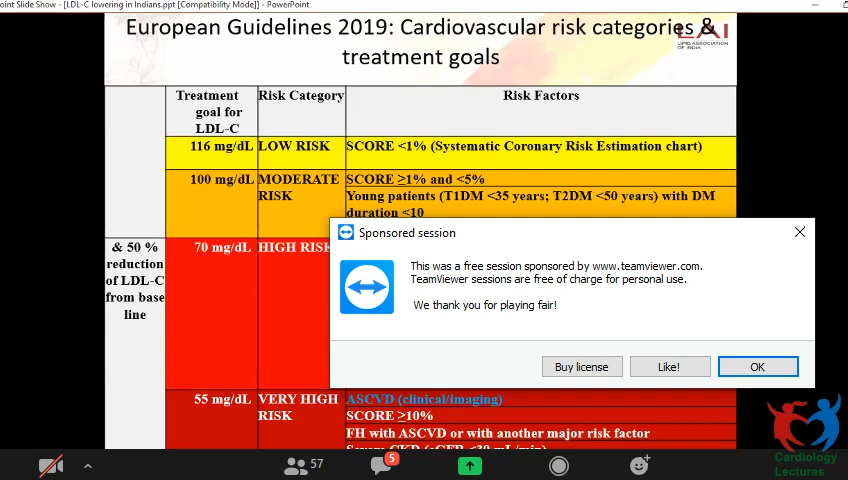 oint Slide Show - [LDL-C lowering in Indians.ppt [Compatibility Mode]] - PowerPoint
European Guidelines 2019: Cardiovascular risk categories &
treatment goals
LAI
LIPID ASSOCIATION
OF INDIA
Treatment
goal for
LDL-C
Risk Category
Risk Factors
116 mg/dL
LOW RISK
SCORE <1% (Systematic Coronary Risk Estimation chart)
100 mg/dL
MODERATE
RISK
SCORE ≥1% and <5%
Young patients (T1DM <35 years; T2DM <50 years) with DM
duration <10
& 50 %
reduction
of LDL-C
from base
line
70 mg/dL
HIGH RISK
Sponsored session
This was a free session sponsored by www.teamviewer.com.
TeamViewer sessions are free of charge for personal use.
We thank you for playing fair!
Buy license
Like!
OK
55 mg/dL
VERY HIGH
RISK
ASCVD (clinical/imaging)
SCORE ≥10%
FH with ASCVD or with another major risk factor
Severe CKD (eGFR <30 mL/min)
57
5
Cardiology
Lectures